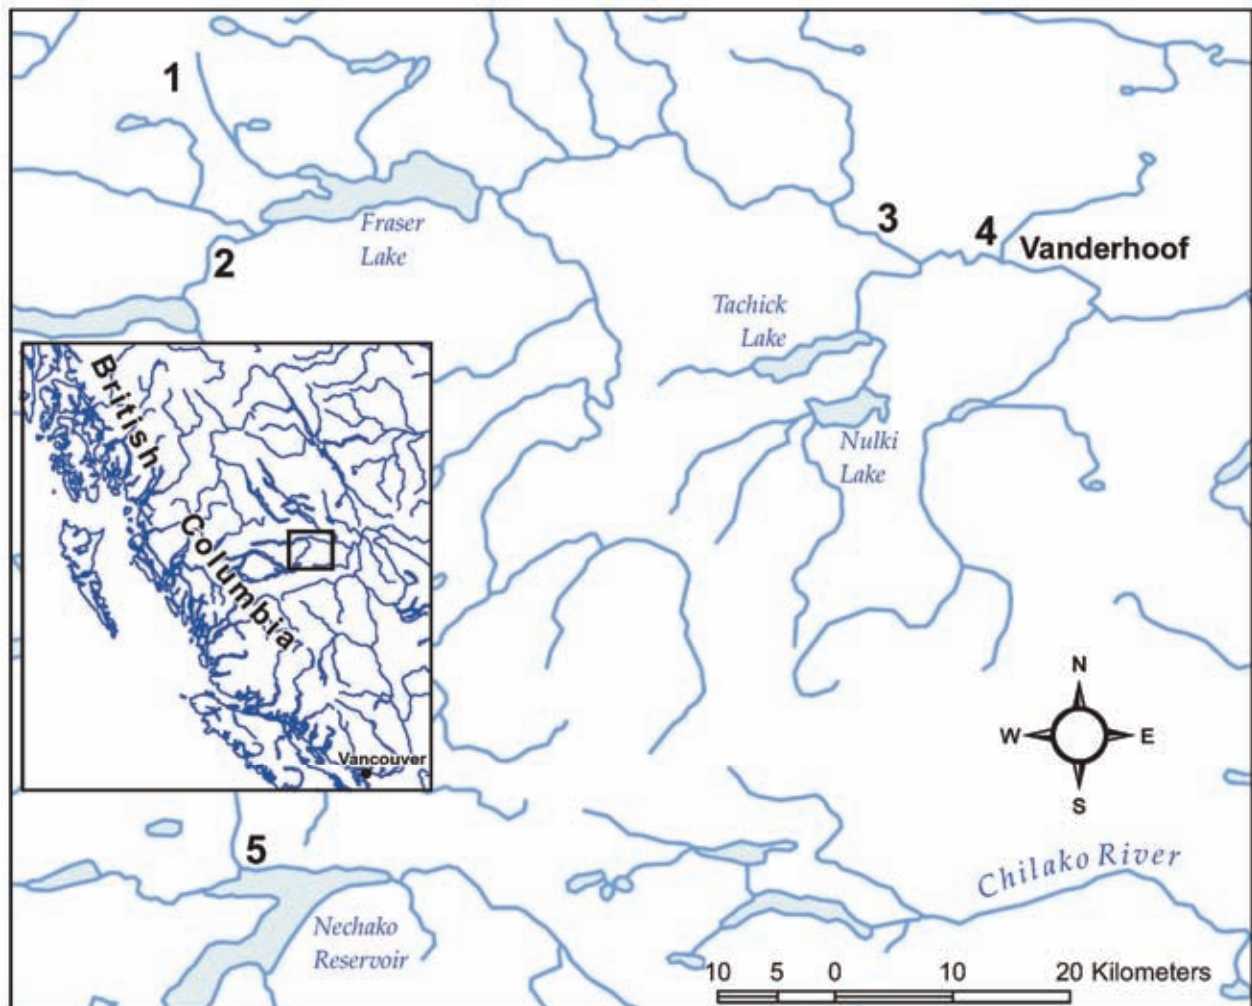 1
2
3
4
Vanderhoof
Fraser
Lake
Tachick
Lake
Nulki
Lake
British
Columbia
Vancouver
N
W
E
S
5
Nechako
Reservoir
Chilako River
10 5 0 10 20 Kilometers